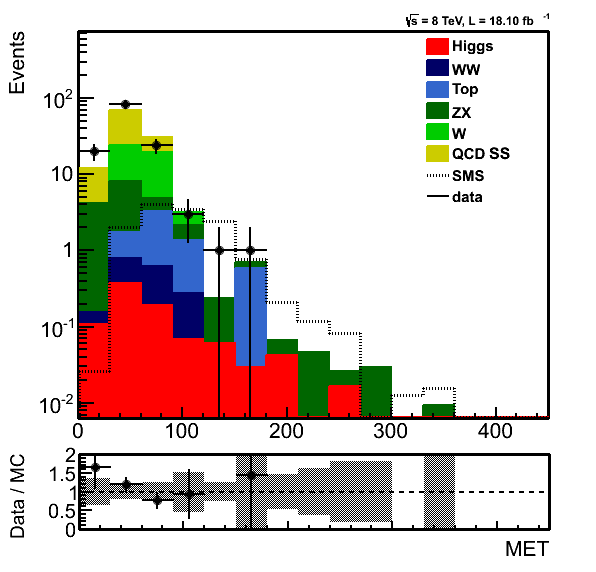 √s = 8 TeV, L = 18.10 fb⁻¹
Events
Higgs
WW
Top
ZX
W
QCD SS
SMS
data
10²
10
1
10⁻¹
10⁻²
0 100 200 300 400
Data / MC
2
1.5
1
0.5
0
MET